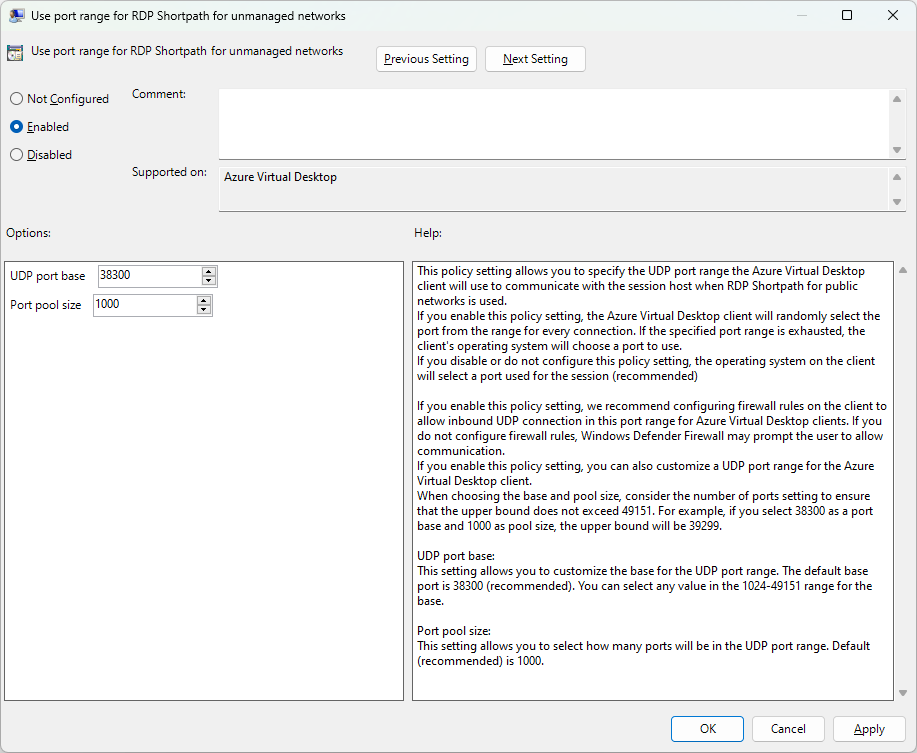 Use port range for RDP Shortpath for unmanaged networks
Use port range for RDP Shortpath for unmanaged networks
Previous Setting
Next Setting
Not Configured
Enabled
Disabled
Comment:
Supported on:
Azure Virtual Desktop
Options:
Help:
UDP port base 38300
Port pool size 1000
This policy setting allows you to specify the UDP port range the Azure Virtual Desktop
client will use to communicate with the session host when RDP Shortpath for public
networks is used.
If you enable this policy setting, the Azure Virtual Desktop client will randomly select the
port from the range for every connection. If the specified port range is exhausted, the
client's operating system will choose a port to use.
If you disable or do not configure this policy setting, the operating system on the client
will select a port used for the session (recommended)
If you enable this policy setting, we recommend configuring firewall rules on the client to
allow inbound UDP connection in this port range for Azure Virtual Desktop clients. If you
do not configure firewall rules, Windows Defender Firewall may prompt the user to allow
communication.
If you enable this policy setting, you can also customize a UDP port range for the Azure
Virtual Desktop client.
When choosing the base and pool size, consider the number of ports setting to ensure
that the upper bound does not exceed 49151. For example, if you select 38300 as a port
base and 1000 as pool size, the upper bound will be 39299.
UDP port base:
This setting allows you to customize the base for the UDP port range. The default base
port is 38300 (recommended). You can select any value in the 1024-49151 range for the
base.
Port pool size:
This setting allows you to select how many ports will be in the UDP port range. Default
(recommended) is 1000.
OK
Cancel
Apply